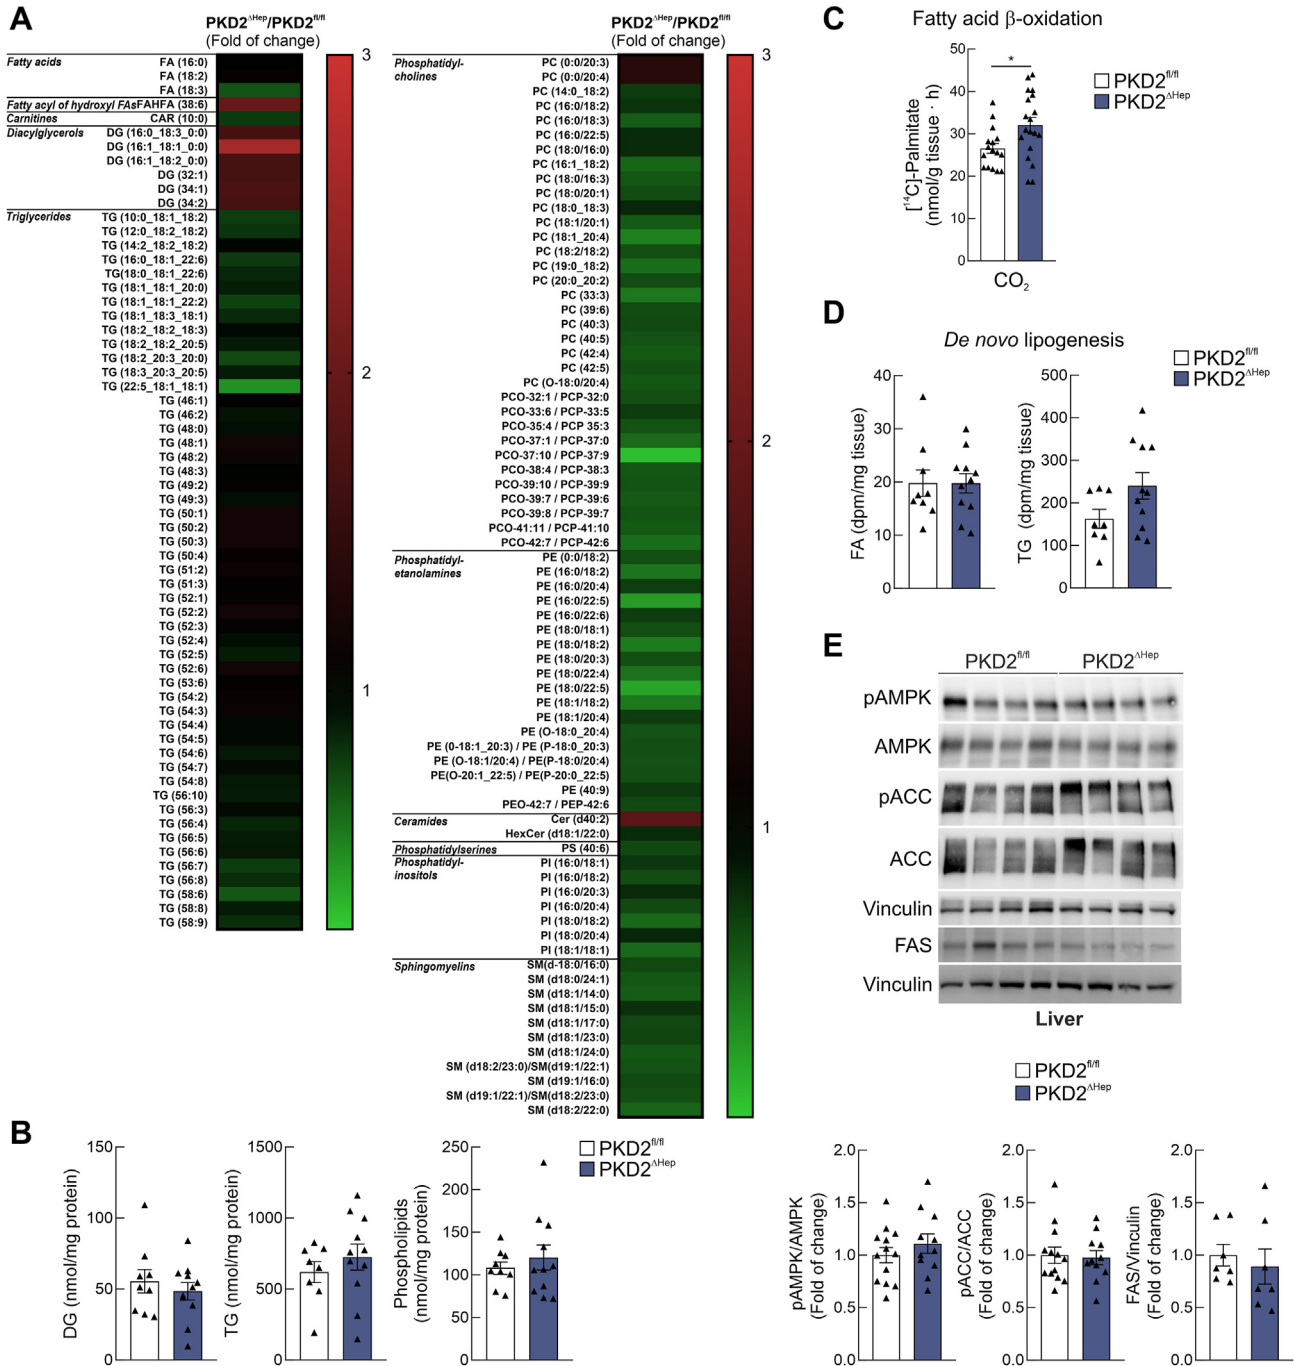 A
PKD2ΔHep/PKD2fl/fl
(Fold of change)
Fatty acids
FA (16:0)
FA (18:2)
FA (18:3)
Fatty acyl of hydroxyl FAs
FAHFA (38:6)
Carnitines
CAR (10:0)
Diacylglycerols
DG (16:0_18:3_0:0)
DG (16:1_18:1_0:0)
DG (16:1_18:2_0:0)
DG (32:1)
DG (34:1)
DG (34:2)
Triglycerides
TG (10:0_18:1_18:2)
TG (12:0_18:2_18:2)
TG (14:2_18:2_18:2)
TG (16:0_18:1_22:6)
TG(18:0_18:1_22:6)
TG (18:1_18:1_20:0)
TG (18:1_18:1_22:2)
TG (18:1_18:3_18:1)
TG (18:2_18:2_18:3)
TG (18:2_18:2_20:5)
TG (18:2_20:3_20:0)
TG (18:3_20:3_20:5)
TG (22:5_18:1_18:1)
TG (46:1)
TG (46:2)
TG (48:0)
TG (48:1)
TG (48:2)
TG (48:3)
TG (49:2)
TG (49:3)
TG (50:1)
TG (50:2)
TG (50:3)
TG (50:4)
TG (51:2)
TG (51:3)
TG (52:1)
TG (52:2)
TG (52:3)
TG (52:4)
TG (52:5)
TG (52:6)
TG (53:6)
TG (54:2)
TG (54:3)
TG (54:4)
TG (54:5)
TG (54:6)
TG (54:7)
TG (54:8)
TG (56:10)
TG (56:3)
TG (56:4)
TG (56:5)
TG (56:6)
TG (56:7)
TG (56:8)
TG (58:6)
TG (58:8)
TG (58:9)
3
2
1
PKD2ΔHep/PKD2fl/fl
(Fold of change)
Phosphatidyl-
cholines
PC (0:0/20:3)
PC (0:0/20:4)
PC (14:0_18:2)
PC (16:0/18:2)
PC (16:0/18:3)
PC (16:0/22:5)
PC (18:0/16:0)
PC (16:1_18:2)
PC (18:0/16:3)
PC (18:0/20:1)
PC (18:0_18:3)
PC (18:1/20:1)
PC (18:1_20:4)
PC (18:2/18:2)
PC (19:0_18:2)
PC (20:0_20:2)
PC (33:3)
PC (39:6)
PC (40:3)
PC (40:5)
PC (42:4)
PC (42:5)
PC (O-18:0/20:4)
PCO-32:1 / PCP-32:0
PCO-33:6 / PCP-33:5
PCO-35:4 / PCP 35:3
PCO-37:1 / PCP-37:0
PCO-37:10 / PCP-37:9
PCO-38:4 / PCP-38:3
PCO-39:10 / PCP-39:9
PCO-39:7 / PCP-39:6
PCO-39:8 / PCP-39:7
PCO-41:11 / PCP-41:10
PCO-42:7 / PCP-42:6
Phosphatidyl-
etanolamines
PE (0:0/18:2)
PE (16:0/18:2)
PE (16:0/20:4)
PE (16:0/22:5)
PE (16:0/22:6)
PE (18:0/18:1)
PE (18:0/18:2)
PE (18:0/20:3)
PE (18:0/22:4)
PE (18:0/22:5)
PE (18:1/18:2)
PE (18:1/20:4)
PE (O-18:0_20:4)
PE (0-18:1_20:3) / PE (P-18:0_20:3)
PE (O-18:1/20:4) / PE(P-18:0/20:4)
PE(O-20:1_22:5) / PE(P-20:0_22:5)
PE (40:9)
PEO-42:7 / PEP-42:6
Ceramides
Cer (d40:2)
HexCer (d18:1/22:0)
Phosphatidylserines
PS (40:6)
Phosphatidyl-
inositols
PI (16:0/18:1)
PI (16:0/18:2)
PI (16:0/20:3)
PI (16:0/20:4)
PI (18:0/18:2)
PI (18:0/20:4)
PI (18:1/18:1)
Sphingomyelins
SM(d-18:0/16:0)
SM (d18:0/24:1)
SM (d18:1/14:0)
SM (d18:1/15:0)
SM (d18:1/17:0)
SM (d18:1/23:0)
SM (d18:1/24:0)
SM (d18:2/23:0)/SM(d19:1/22:1)
SM (d19:1/16:0)
SM (d19:1/22:1)/SM(d18:2/23:0)
SM (d18:2/22:0)
3
2
1
B
DG (nmol/mg protein)
150
100
50
0
TG (nmol/mg protein)
1500
1000
500
0
Phospholipids
(nmol/mg protein)
250
200
150
100
50
0
PKD2fl/fl
PKD2ΔHep
C
Fatty acid β-oxidation
[14C]-Palmitate
(nmol/g tissue · h)
50
40
30
20
10
0
*
CO2
PKD2fl/fl
PKD2ΔHep
D
De novo lipogenesis
FA (dpm/mg tissue)
40
30
20
10
0
TG (dpm/mg tissue)
500
400
300
200
100
0
PKD2fl/fl
PKD2ΔHep
E
PKD2fl/fl
PKD2ΔHep
pAMPK
AMPK
pACC
ACC
Vinculin
FAS
Vinculin
Liver
PKD2fl/fl
PKD2ΔHep
pAMPK/AMPK
(Fold of change)
2.0
1.5
1.0
0.5
0
pACC/ACC
(Fold of change)
2.0
1.5
1.0
0.5
0
FAS/Vinculin
(Fold of change)
2.0
1.5
1.0
0.5
0